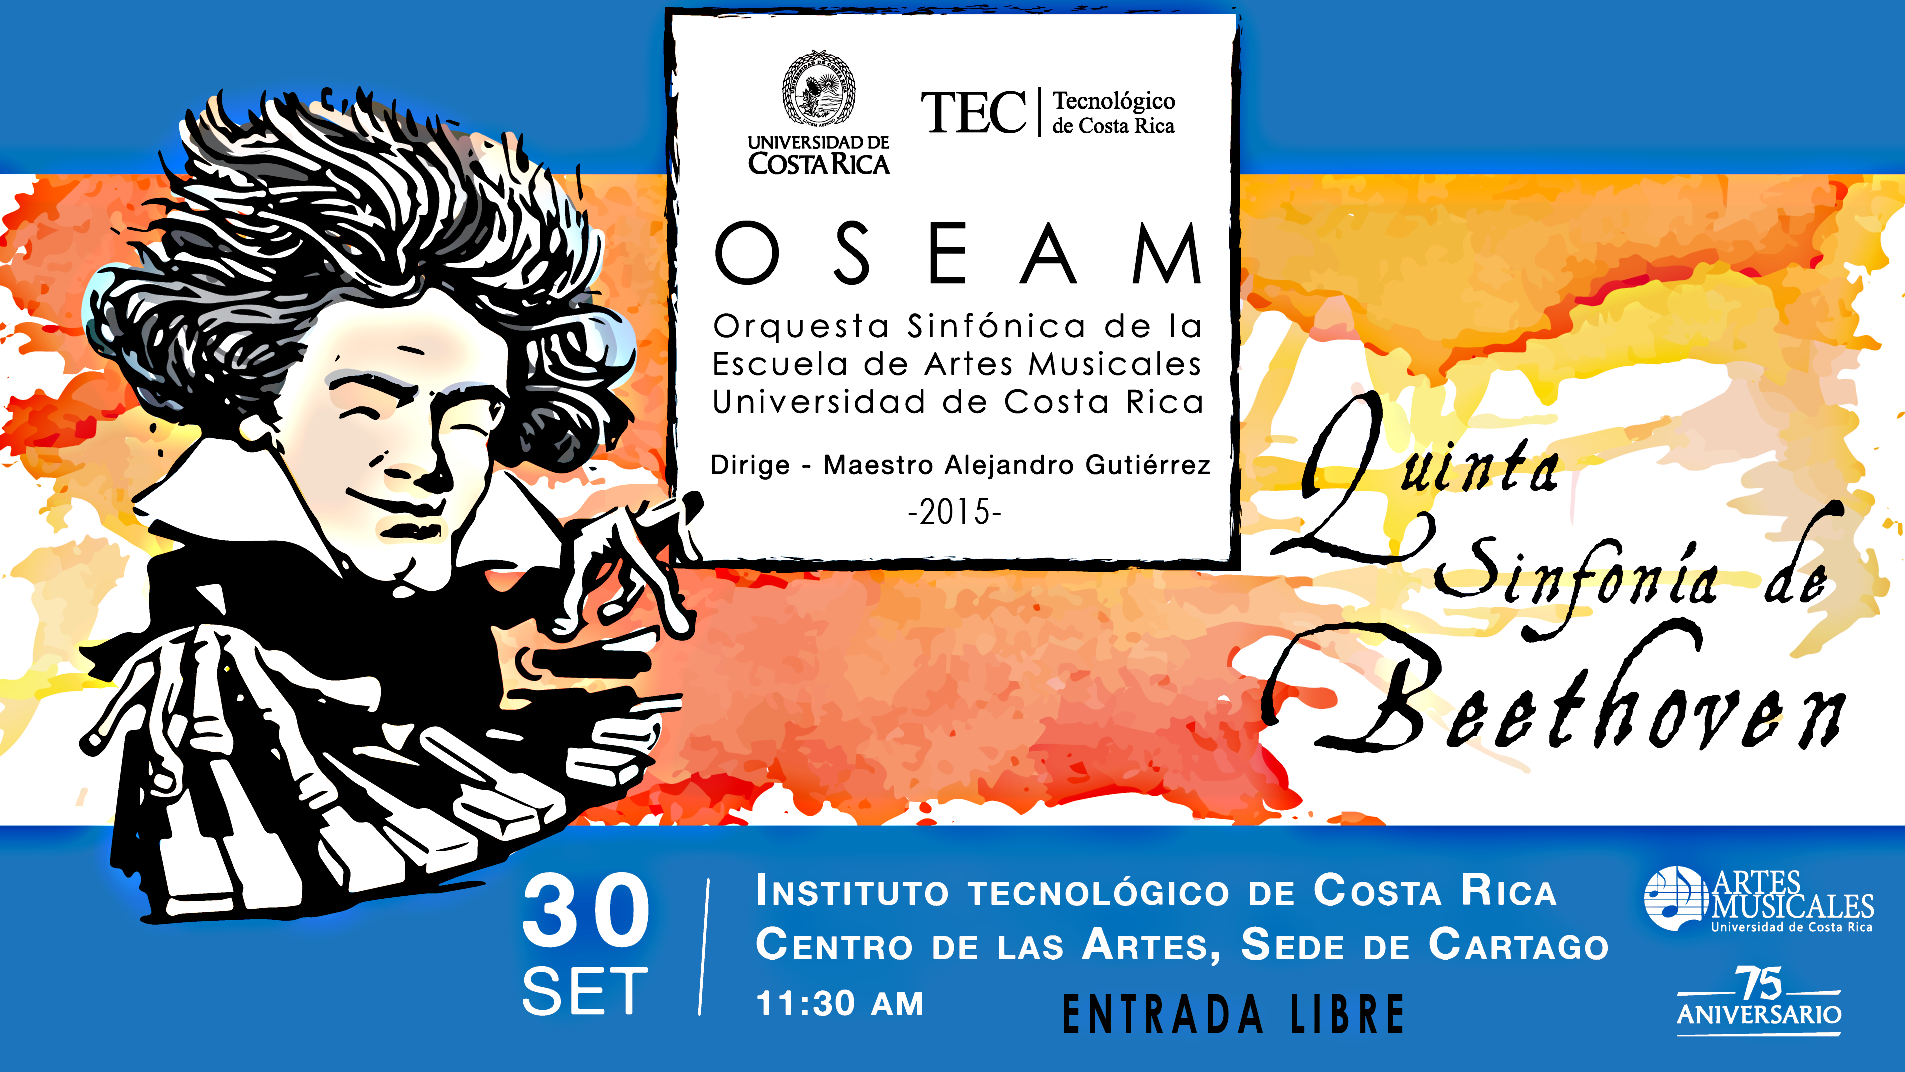 UNIVERSIDAD DE
COSTA RICA
TEC | Tecnológico
de Costa Rica
OSEAM
Orquesta Sinfónica de la
Escuela de Artes Musicales
Universidad de Costa Rica
Dirige - Maestro Alejandro Gutiérrez
-2015-
Quinta
Sinfonía de
Beethoven
30
SET
INSTITUTO TECNOLÓGICO DE COSTA RICA
CENTRO DE LAS ARTES, SEDE DE CARTAGO
11:30 AM
ENTRADA LIBRE
ARTES
MUSICALES
Universidad de Costa Rica
75
ANIVERSARIO